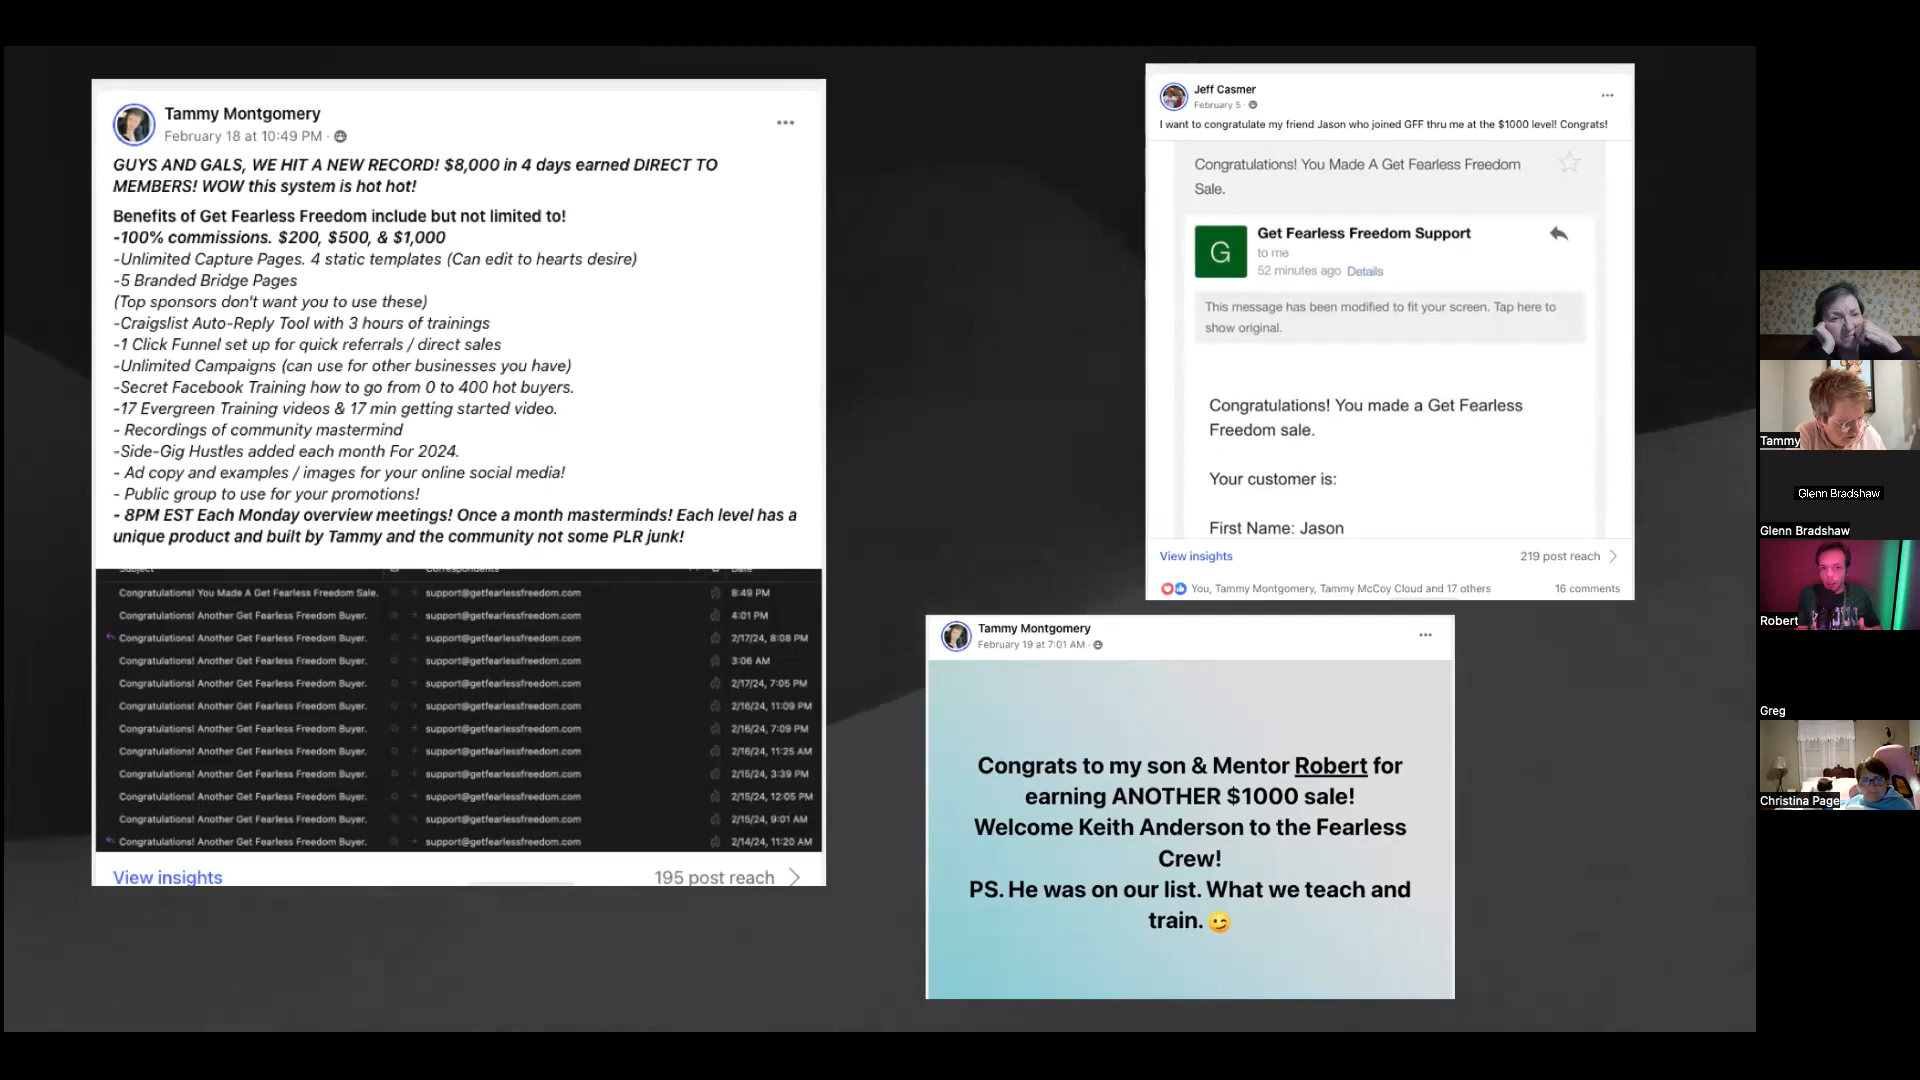 Tammy Montgomery
February 18 at 10:49 PM ·
GUYS AND GALS, WE HIT A NEW RECORD! $8,000 in 4 days earned DIRECT TO
MEMBERS! WOW this system is hot hot!
Benefits of Get Fearless Freedom include but not limited to!
-100% commissions. $200, $500, & $1,000
-Unlimited Capture Pages. 4 static templates (Can edit to hearts desire)
-5 Branded Bridge Pages
(Top sponsors don't want you to use these)
-Craigslist Auto-Reply Tool with 3 hours of trainings
-1 Click Funnel set up for quick referrals / direct sales
-Unlimited Campaigns (can use for other businesses you have)
-Secret Facebook Training how to go from 0 to 400 hot buyers.
-17 Evergreen Training videos & 17 min getting started video.
- Recordings of community mastermind
-Side-Gig Hustles added each month For 2024.
- Ad copy and examples / images for your online social media!
- Public group to use for your promotions!
- 8PM EST Each Monday overview meetings! Once a month masterminds! Each level has a
unique product and built by Tammy and the community not some PLR junk!
Subject Correspondents Date
Congratulations! You Made A Get Fearless Freedom Sale. support@getfearlessfreedom.com 8:49 PM
Congratulations! Another Get Fearless Freedom Buyer. support@getfearlessfreedom.com 4:01 PM
Congratulations! Another Get Fearless Freedom Buyer. support@getfearlessfreedom.com 2/17/24, 8:08 PM
Congratulations! Another Get Fearless Freedom Buyer. support@getfearlessfreedom.com 3:06 AM
Congratulations! Another Get Fearless Freedom Buyer. support@getfearlessfreedom.com 2/17/24, 7:05 PM
Congratulations! Another Get Fearless Freedom Buyer. support@getfearlessfreedom.com 2/16/24, 11:09 PM
Congratulations! Another Get Fearless Freedom Buyer. support@getfearlessfreedom.com 2/16/24, 7:09 PM
Congratulations! Another Get Fearless Freedom Buyer. support@getfearlessfreedom.com 2/16/24, 11:25 AM
Congratulations! Another Get Fearless Freedom Buyer. support@getfearlessfreedom.com 2/15/24, 3:39 PM
Congratulations! Another Get Fearless Freedom Buyer. support@getfearlessfreedom.com 2/15/24, 12:05 PM
Congratulations! Another Get Fearless Freedom Buyer. support@getfearlessfreedom.com 2/15/24, 9:01 AM
Congratulations! Another Get Fearless Freedom Buyer. support@getfearlessfreedom.com 2/14/24, 11:20 AM
View insights 195 post reach
Jeff Casmer
February 5 ·
I want to congratulate my friend Jason who joined GFF thru me at the $1000 level! Congrats!
Congratulations! You Made A Get Fearless Freedom
Sale.
G
Get Fearless Freedom Support
to me
52 minutes ago Details
This message has been modified to fit your screen. Tap here to
show original.
Congratulations! You made a Get Fearless
Freedom sale.
Your customer is:
First Name: Jason
View insights 219 post reach
You, Tammy Montgomery, Tammy McCoy Cloud and 17 others 16 comments
Tammy Montgomery
February 19 at 7:01 AM ·
Congrats to my son & Mentor Robert for
earning ANOTHER $1000 sale!
Welcome Keith Anderson to the Fearless
Crew!
PS. He was on our list. What we teach and
train. 😉
Tammy
Glenn Bradshaw
Glenn Bradshaw
Robert
Greg
Christina Page